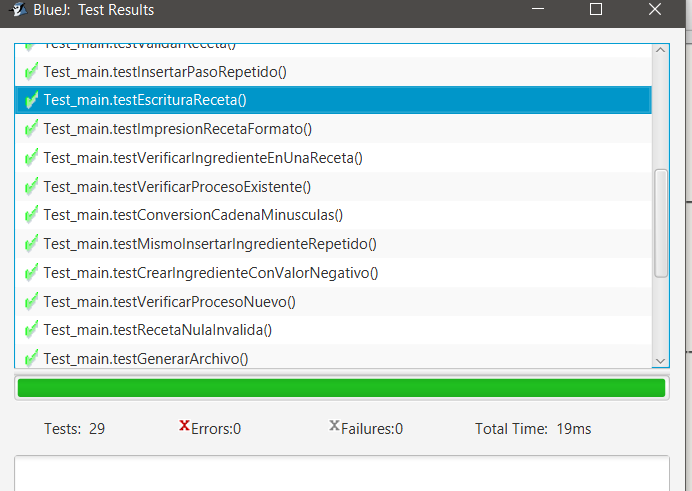 BlueJ: Test Results
Test_main.testValidarReceta()
Test_main.testInsertarPasoRepetido()
Test_main.testEscrituraReceta()
Test_main.testImpresionRecetaFormato()
Test_main.testVerificarIngredienteEnUnaReceta()
Test_main.testVerificarProcesoExistente()
Test_main.testConversionCadenaMinusculas()
Test_main.testMismoInsertarIngredienteRepetido()
Test_main.testCrearIngredienteConValorNegativo()
Test_main.testVerificarProcesoNuevo()
Test_main.testRecetaNulaInvalida()
Test_main.testGenerarArchivo()
Tests: 29 Errors:0 Failures:0 Total Time: 19ms